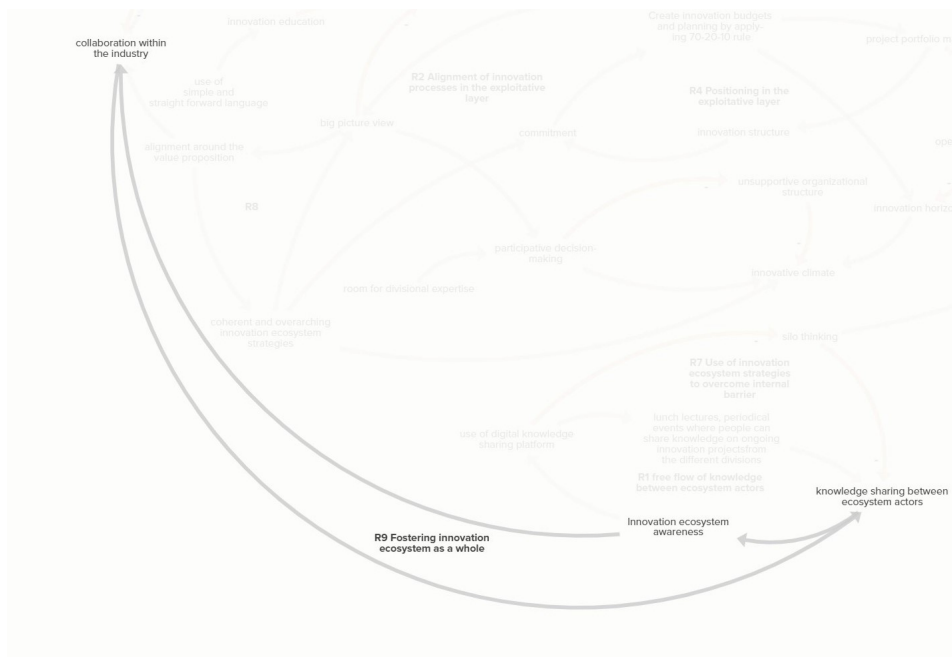 innovation education
Create innovation budgets
and planning by apply-
ing 70-20-10 rule
project portfolio m
collaboration within
the industry
use of
simple and
straight forward language
R2 Alignment of innovation
processes in the exploitative
layer
R4 Positioning in the
exploitative layer
big picture view
commitment
innovation structure
alignment around the
value proposition
unsupportive organizational
structure
R8
innovation horizo
participative decision-
making
innovative climate
room for divisional expertise
coherent and overarching
innovation ecosystem
strategies
silo thinking
R7 Use of innovation
ecosystem strategies
to overcome internal
barrier
use of digital knowledge
sharing platform
lunch lectures, periodical
events where people can
share knowledge on ongoing
innovation projectsfrom
the different divisions
R1 free flow of knowledge
between ecosystem actors
knowledge sharing between
ecosystem actors
Innovation ecosystem
awareness
R9 Fostering innovation
ecosystem as a whole